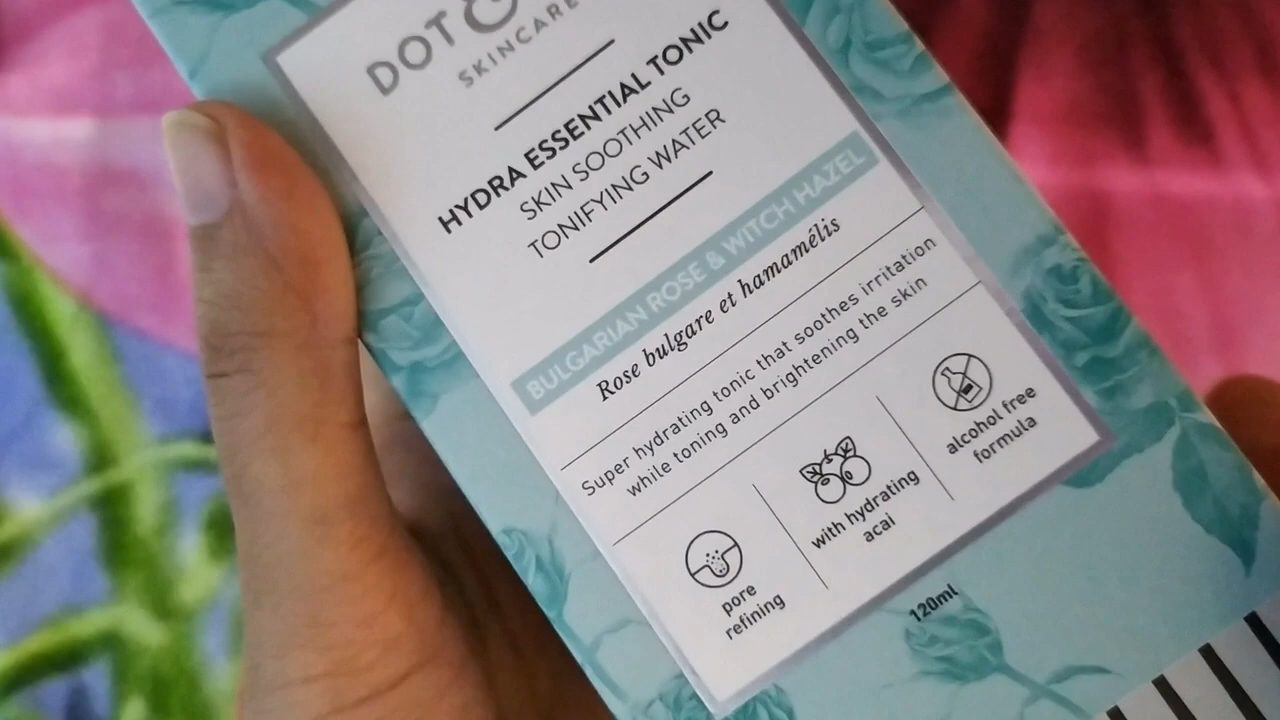 DOT &
SKINCARE
HYDRA ESSENTIAL TONIC
SKIN SOOTHING
TONIFYING WATER
BULGARIAN ROSE & WITCH HAZEL
Rose bulgare et hamamélis
Super hydrating tonic that soothes irritation
while toning and brightening the skin
pore
refining
with hydrating
acai
alcohol free
formula
120ml